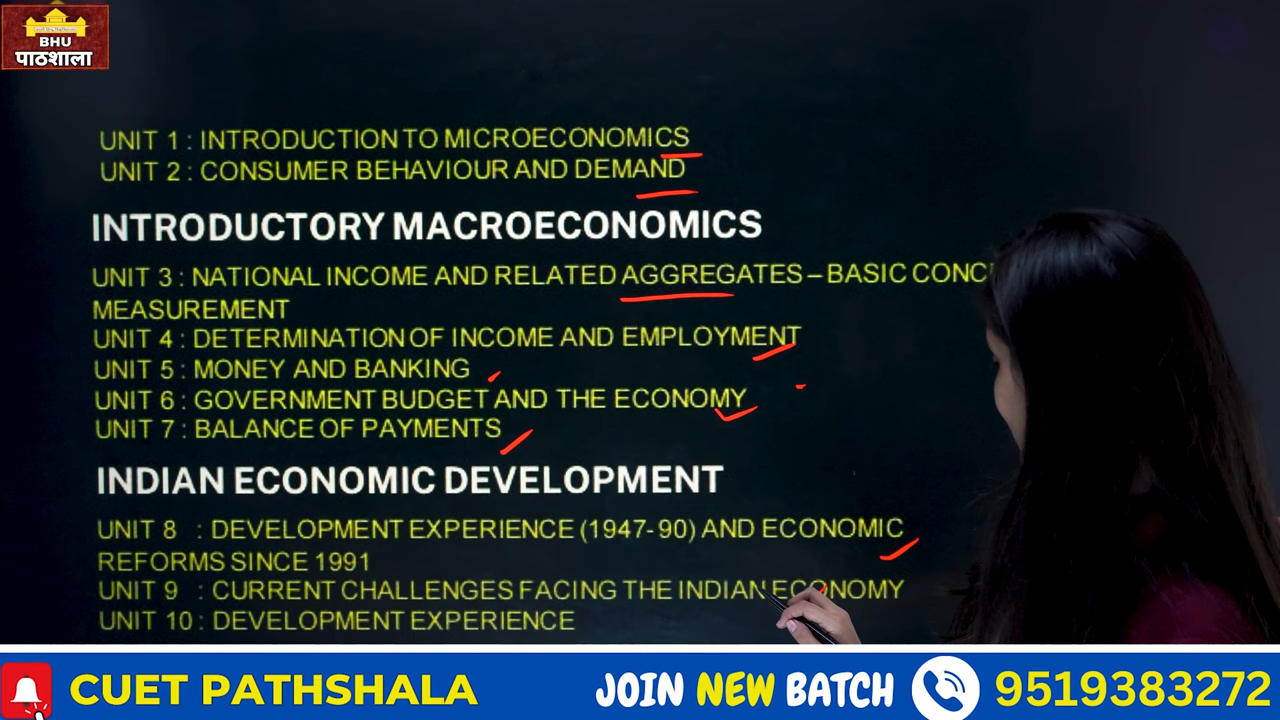 BHU
पाठशाला
UNIT 1 : INTRODUCTION TO MICROECONOMICS
UNIT 2 : CONSUMER BEHAVIOUR AND DEMAND
INTRODUCTORY MACROECONOMICS
UNIT 3 : NATIONAL INCOME AND RELATED AGGREGATES – BASIC
MEASUREMENT
UNIT 4 : DETERMINATION OF INCOME AND EMPLOYMENT
UNIT 5 : MONEY AND BANKING
UNIT 6 : GOVERNMENT BUDGET AND THE ECONOMY
UNIT 7 : BALANCE OF PAYMENTS
INDIAN ECONOMIC DEVELOPMENT
UNIT 8 : DEVELOPMENT EXPERIENCE (1947-90) AND ECONOMIC
REFORMS SINCE 1991
UNIT 9 : CURRENT CHALLENGES FACING THE INDIAN ECONOMY
UNIT 10 : DEVELOPMENT EXPERIENCE
CUET PATHSHALA JOIN NEW BATCH 9519383272